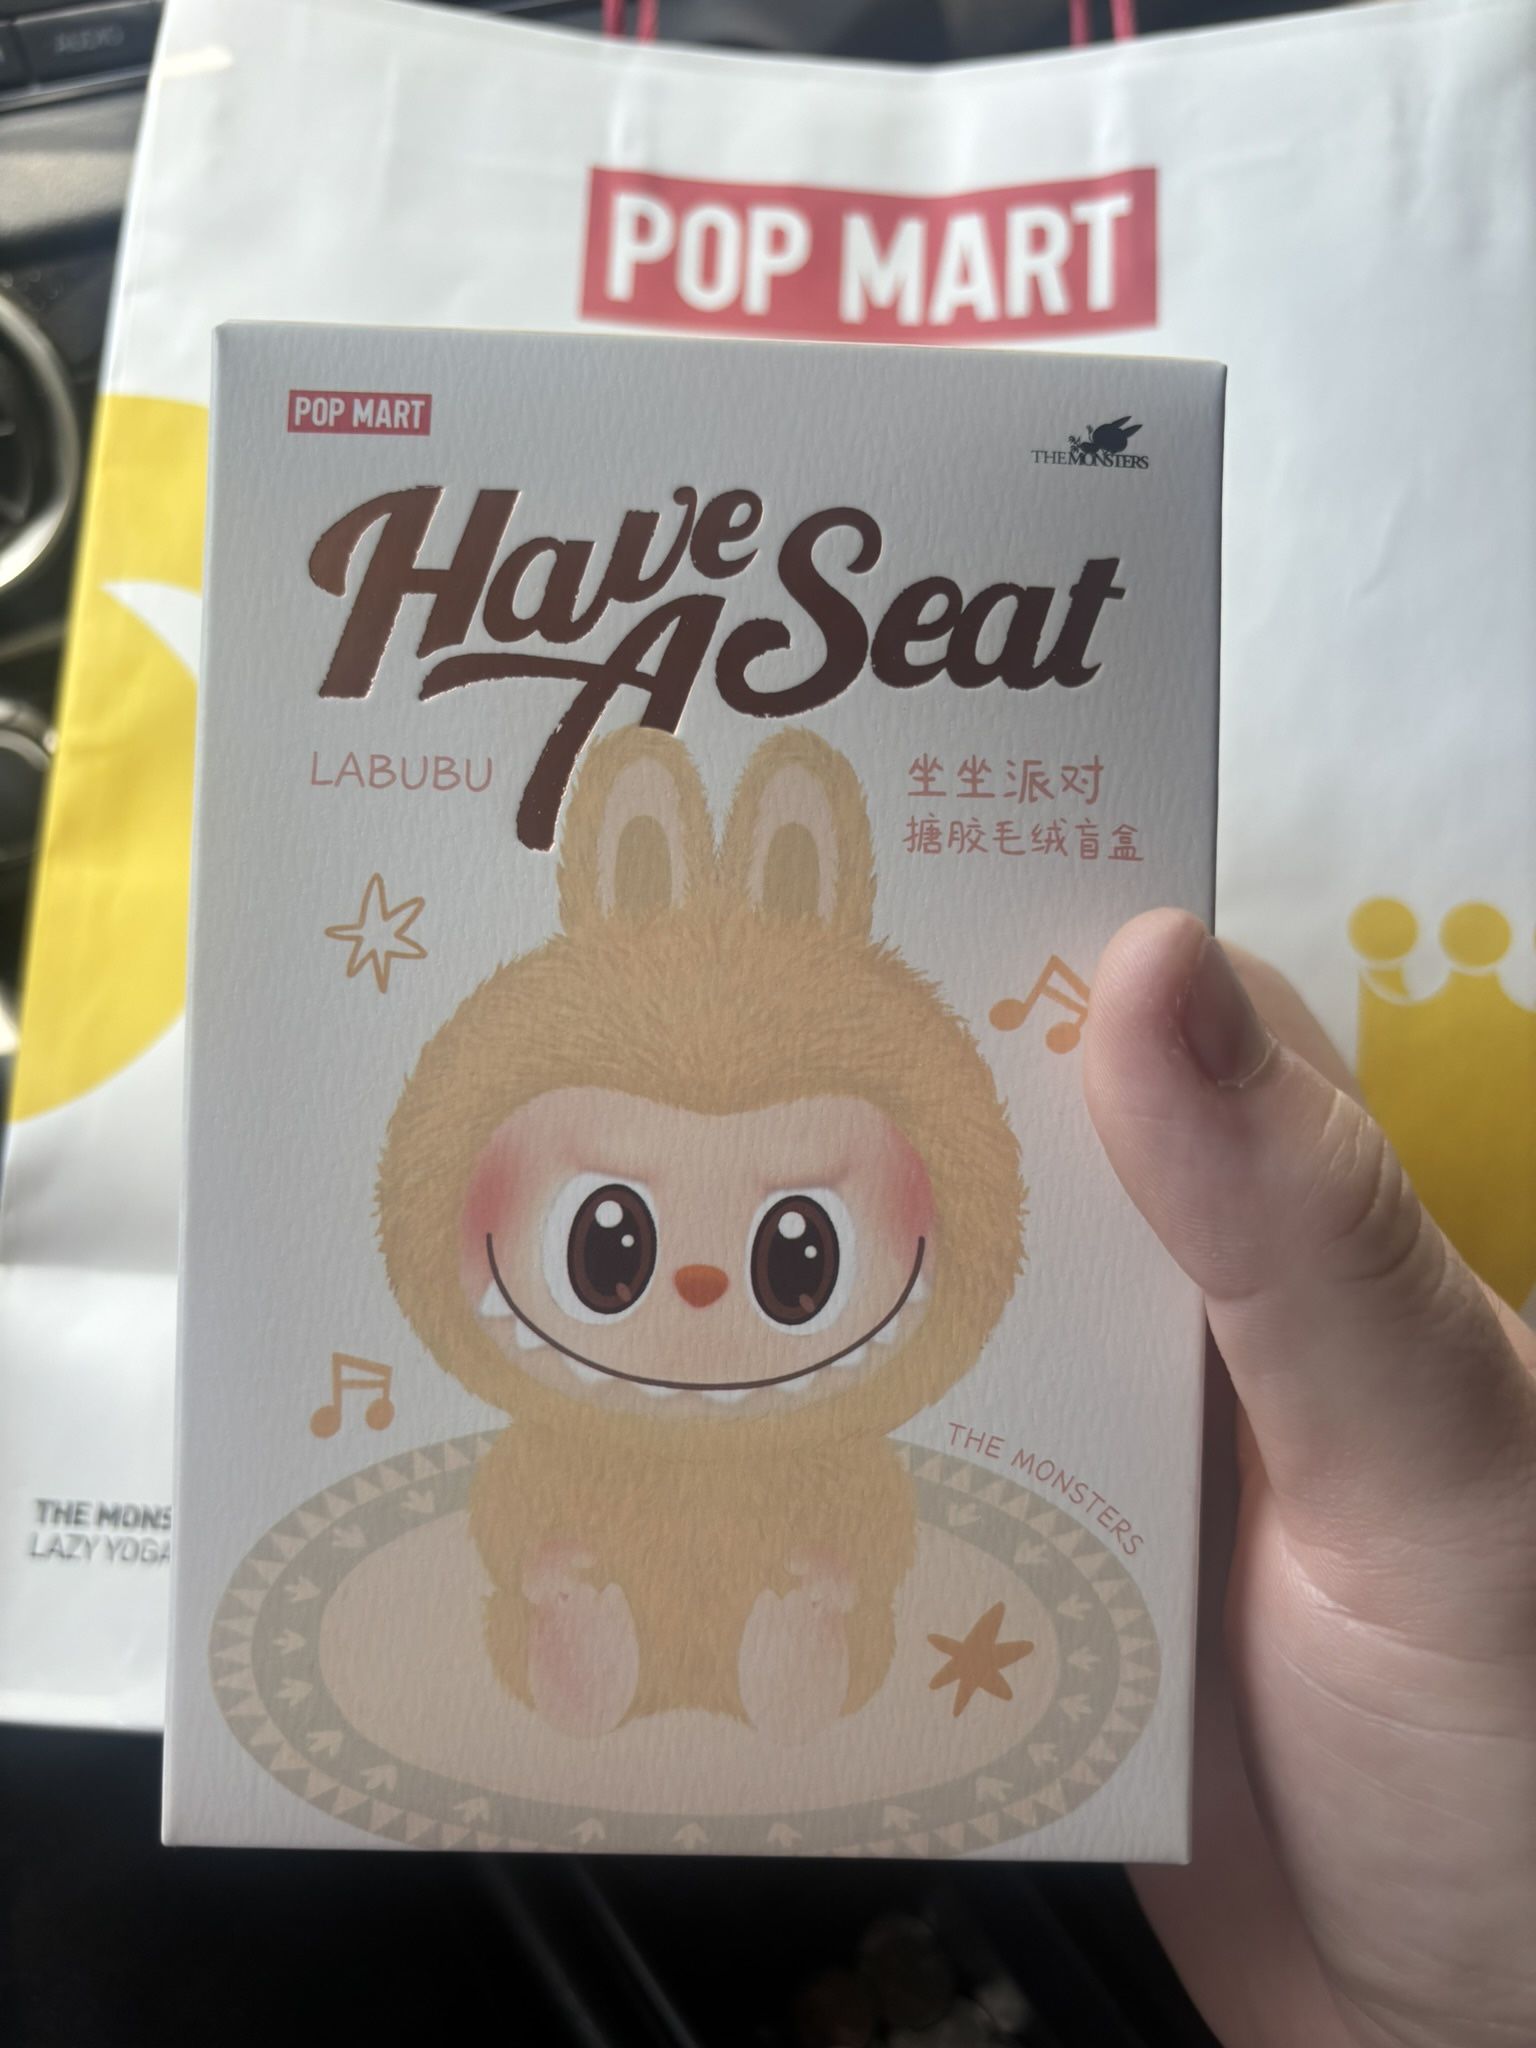 POP MART
POP MART
THE MONSTERS
Have
A Seat
LABUBU
坐坐派对
搪胶毛绒盲盒
THE MONSTERS
THE MONS
LAZY YOGA